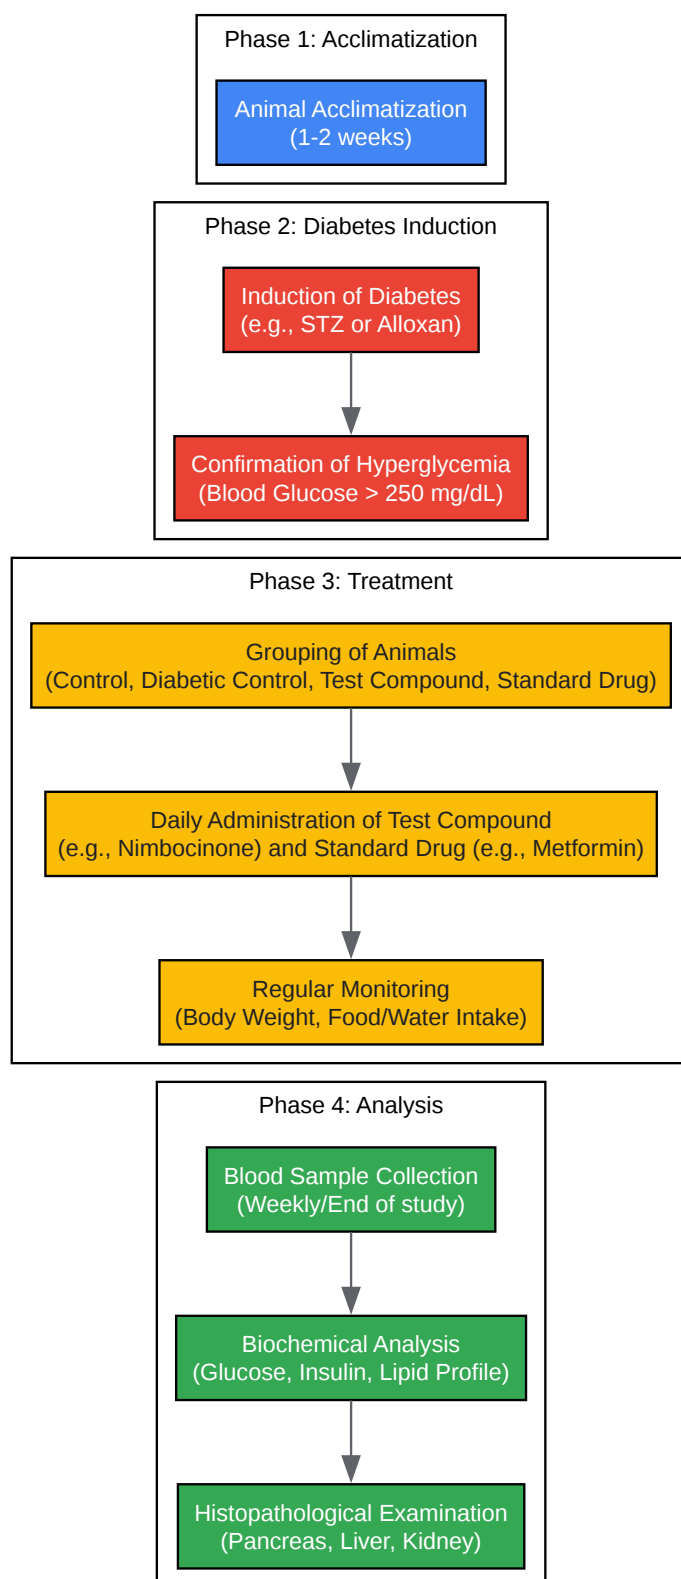 Phase 1: Acclimatization
Animal Acclimatization
(1-2 weeks)
Phase 2: Diabetes Induction
Induction of Diabetes
(e.g., STZ or Alloxan)
Confirmation of Hyperglycemia
(Blood Glucose > 250 mg/dL)
Phase 3: Treatment
Grouping of Animals
(Control, Diabetic Control, Test Compound, Standard Drug)
Daily Administration of Test Compound
(e.g., Nimbocinone) and Standard Drug (e.g., Metformin)
Regular Monitoring
(Body Weight, Food/Water Intake)
Phase 4: Analysis
Blood Sample Collection
(Weekly/End of study)
Biochemical Analysis
(Glucose, Insulin, Lipid Profile)
Histopathological Examination
(Pancreas, Liver, Kidney)